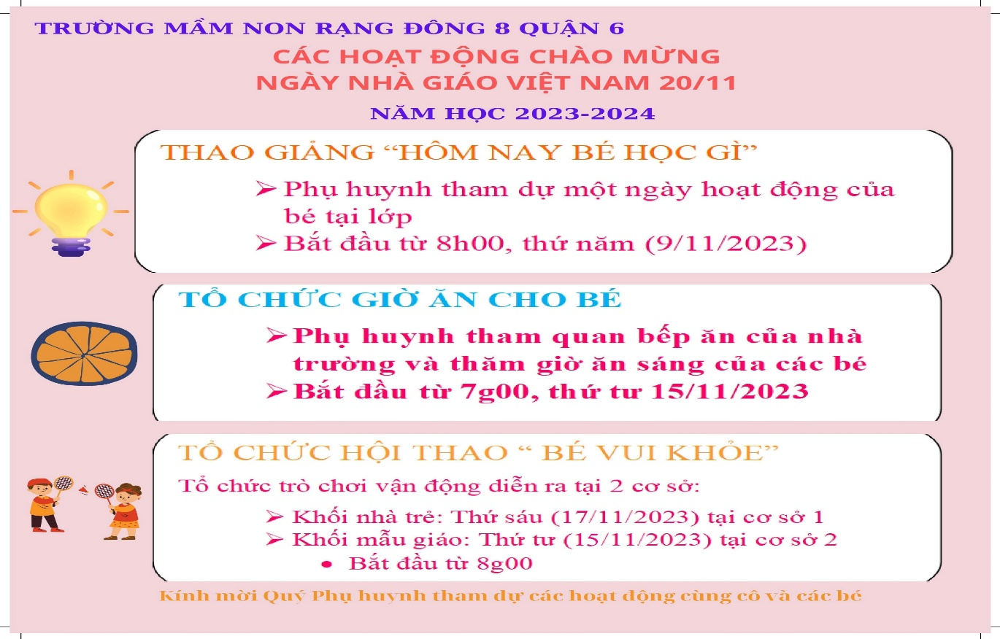 TRƯỜNG MẦM NON RẠNG ĐÔNG 8 QUẬN 6
CÁC HOẠT ĐỘNG CHÀO MỪNG
NGÀY NHÀ GIÁO VIỆT NAM 20/11
NĂM HỌC 2023-2024
THAO GIẢNG “HÔM NAY BÉ HỌC GÌ”
➢ Phụ huynh tham dự một ngày hoạt động của
bé tại lớp
➢ Bắt đầu từ 8h00, thứ năm (9/11/2023)
TỔ CHỨC GIỜ ĂN CHO BÉ
➢ Phụ huynh tham quan bếp ăn của nhà
trường và thăm giờ ăn sáng của các bé
➢ Bắt đầu từ 7g00, thứ tư 15/11/2023
TỔ CHỨC HỘI THAO “ BÉ VUI KHỎE”
Tổ chức trò chơi vận động diễn ra tại 2 cơ sở:
➢ Khối nhà trẻ: Thứ sáu (17/11/2023) tại cơ sở 1
➢ Khối mẫu giáo: Thứ tư (15/11/2023) tại cơ sở 2
• Bắt đầu từ 8g00
Kính mời Quý Phụ huynh tham dự các hoạt động cùng cô và các bé